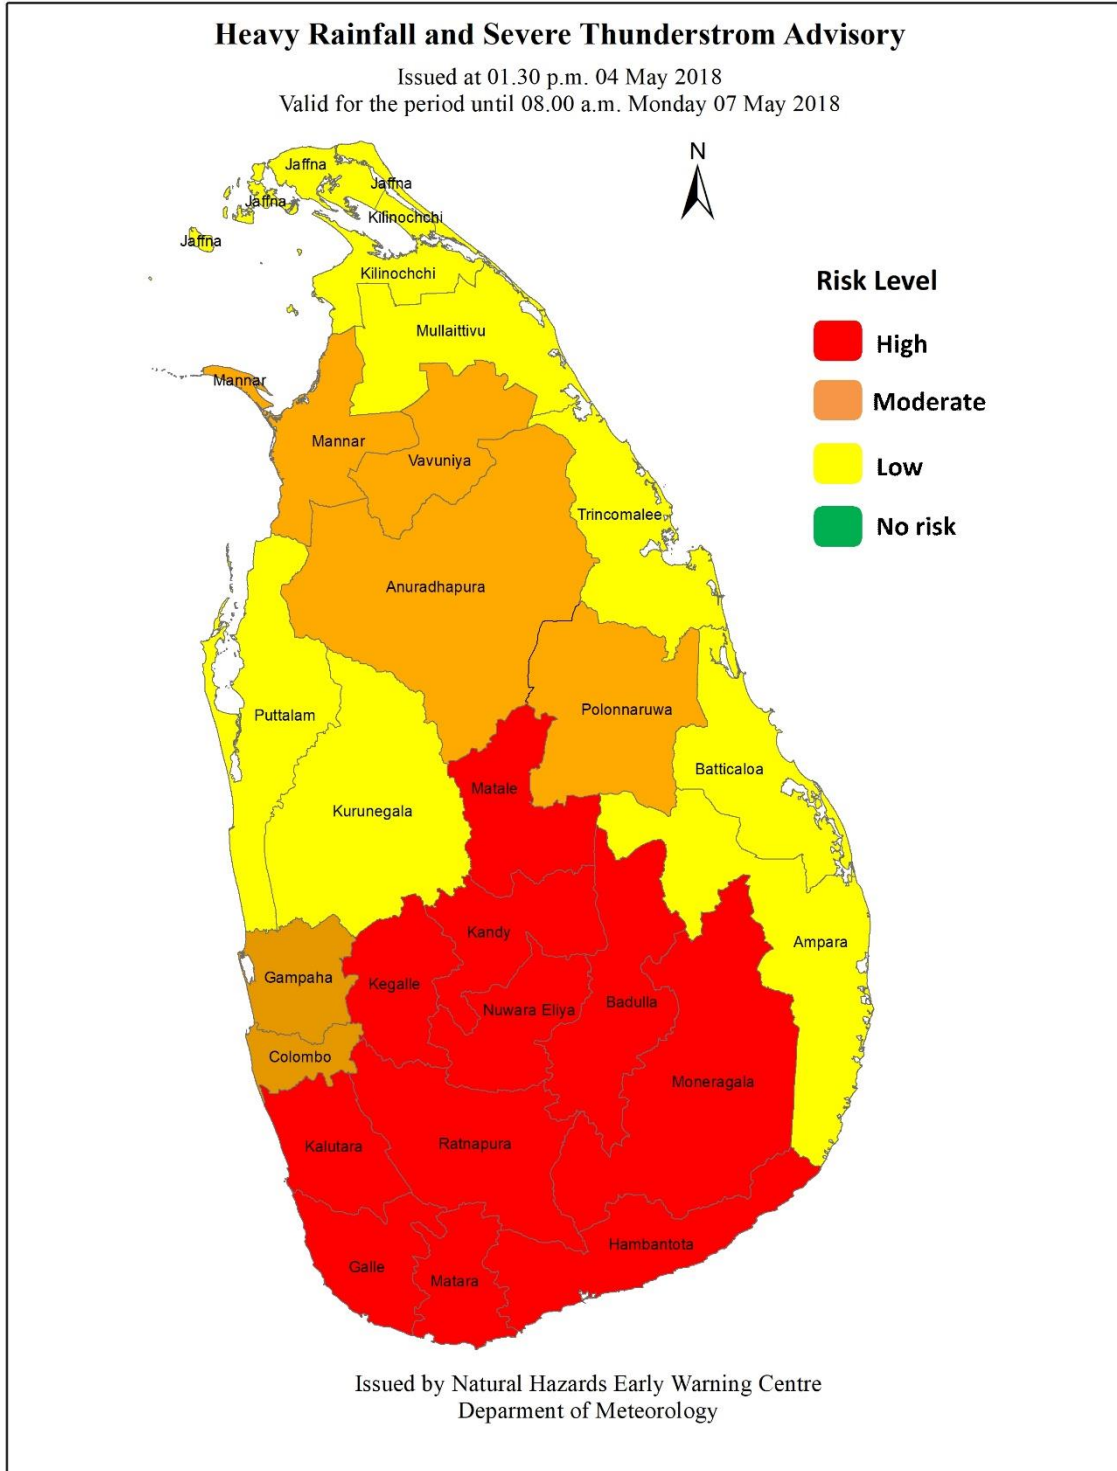 Heavy Rainfall and Severe Thunderstrom Advisory
Issued at 01.30 p.m. 04 May 2018
Valid for the period until 08.00 a.m. Monday 07 May 2018
N
Jaffna
Jaffna
Jaffna
Kilinochchi
Jaffna
Kilinochchi
Mullaittivu
Mannar
Mannar
Vavuniya
Trincomalee
Anuradhapura
Polonnaruwa
Puttalam
Batticaloa
Matale
Kurunegala
Kandy
Ampara
Gampaha
Kegalle
Nuwara Eliya
Badulla
Colombo
Moneragala
Kalutara
Ratnapura
Hambantota
Galle
Matara
Risk Level
High
Moderate
Low
No risk
Issued by Natural Hazards Early Warning Centre
Deparment of Meteorology